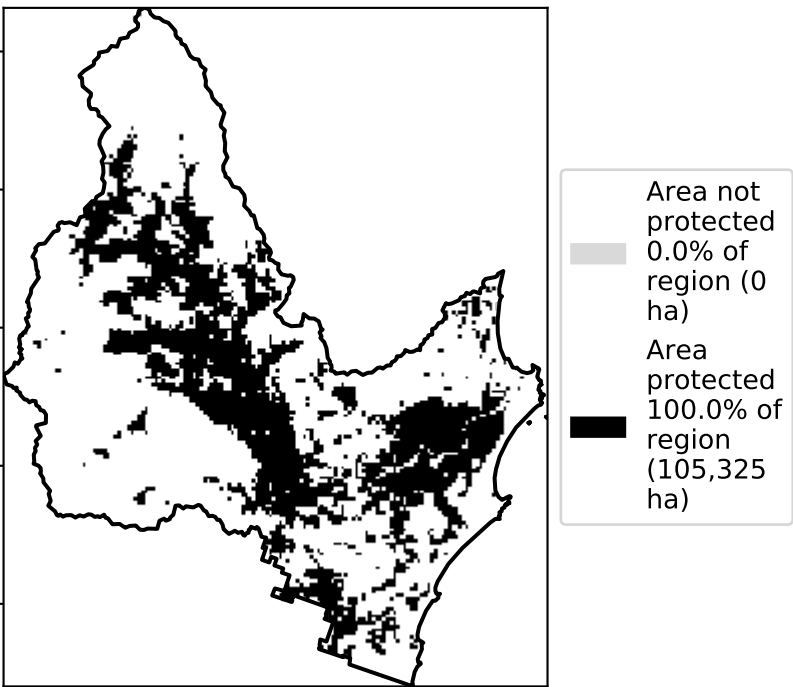 Area not
protected
0.0% of
region (0
ha)
Area
protected
100.0% of
region
(105,325
ha)